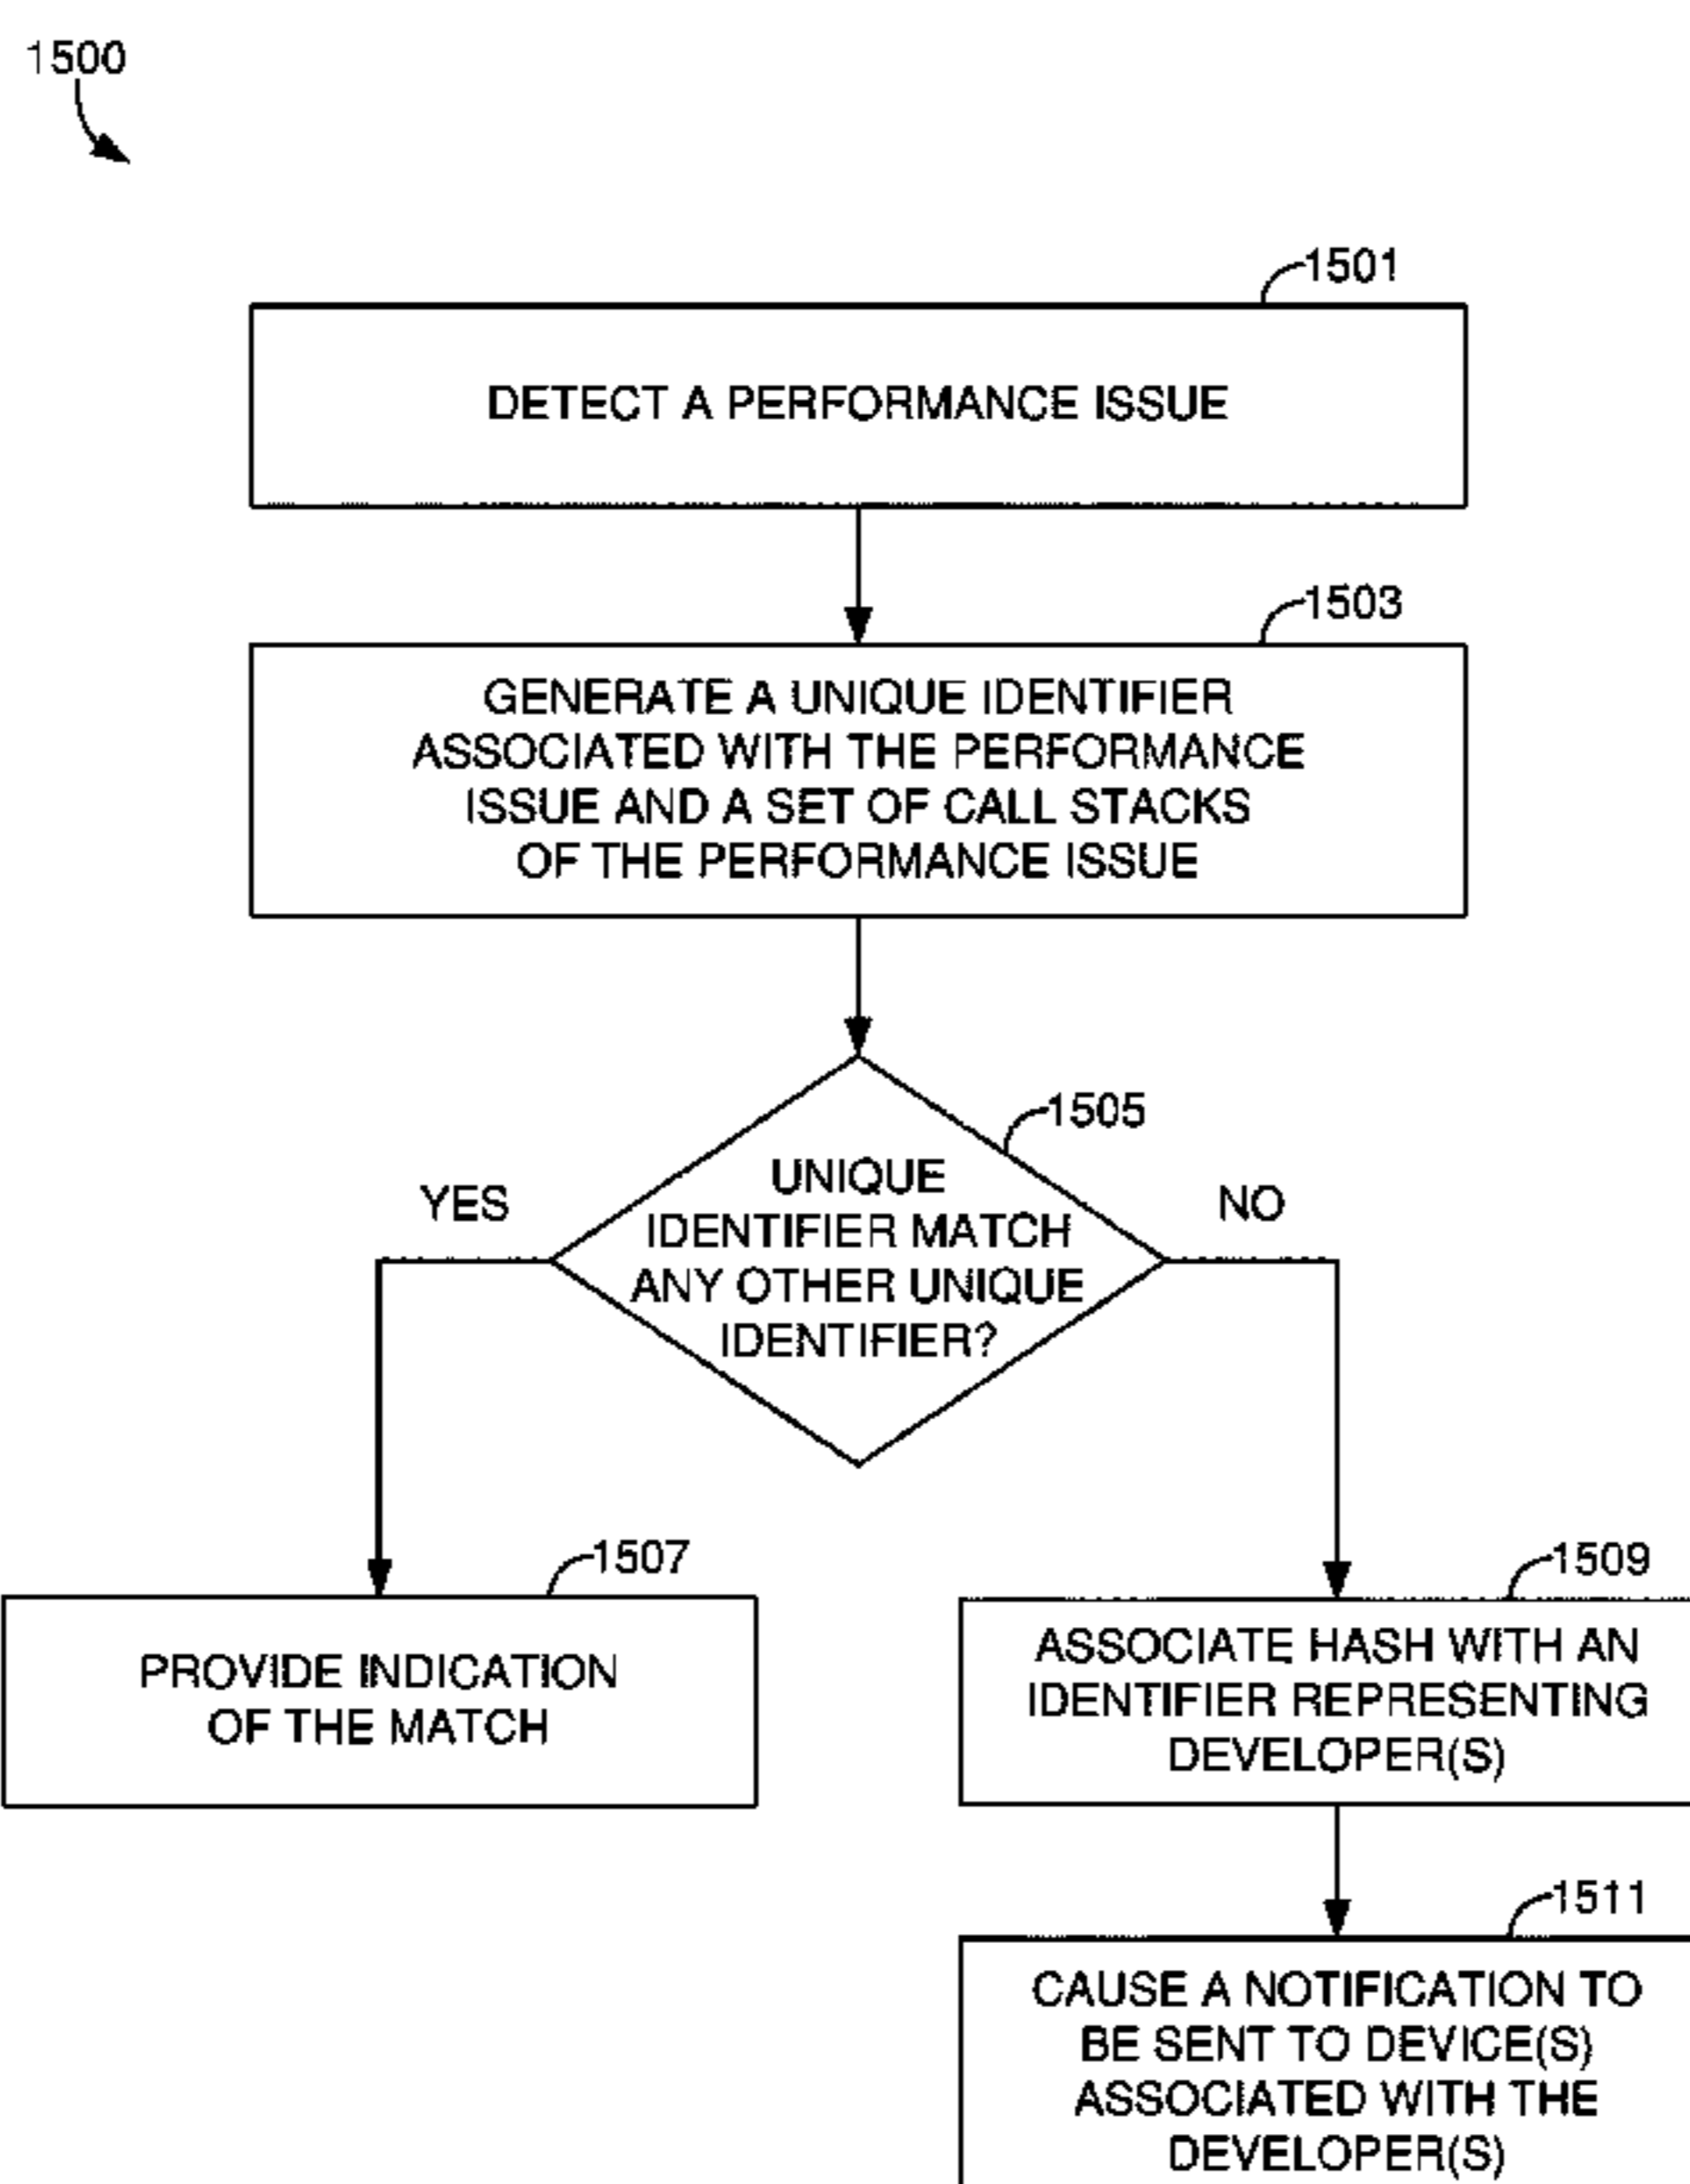 1500
1501
DETECT A PERFORMANCE ISSUE
1503
GENERATE A UNIQUE IDENTIFIER
ASSOCIATED WITH THE PERFORMANCE
ISSUE AND A SET OF CALL STACKS
OF THE PERFORMANCE ISSUE
1505
UNIQUE
IDENTIFIER MATCH
ANY OTHER UNIQUE
IDENTIFIER?
YES
NO
1507
PROVIDE INDICATION
OF THE MATCH
1509
ASSOCIATE HASH WITH AN
IDENTIFIER REPRESENTING
DEVELOPER(S)
1511
CAUSE A NOTIFICATION TO
BE SENT TO DEVICE(S)
ASSOCIATED WITH THE
DEVELOPER(S)